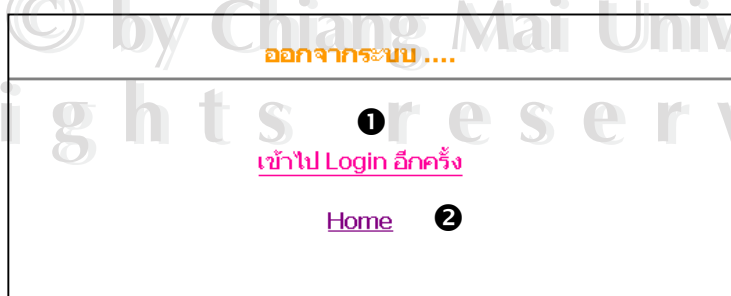 © by Chiang Mai Univ
ออกจากระบบ ....
ights reserv
❶
เข้าไป Login อีกครั้ง
Home ❷